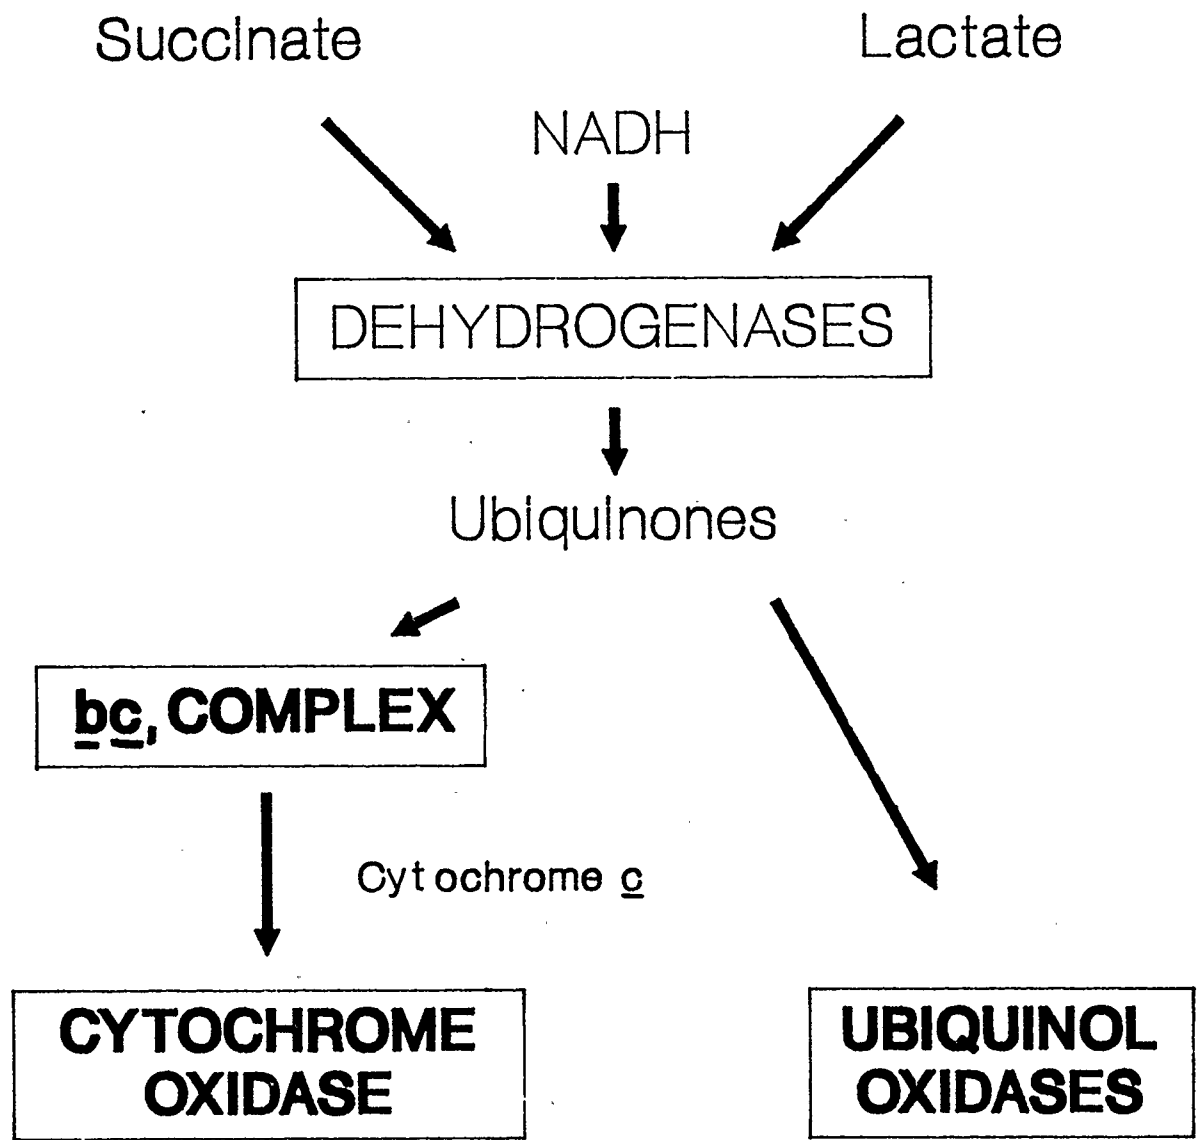 Succinate
Lactate
NADH
DEHYDROGENASES
Ubiquinones
bc₁ COMPLEX
Cytochrome c
CYTOCHROME
OXIDASE
UBIQUINOL
OXIDASES